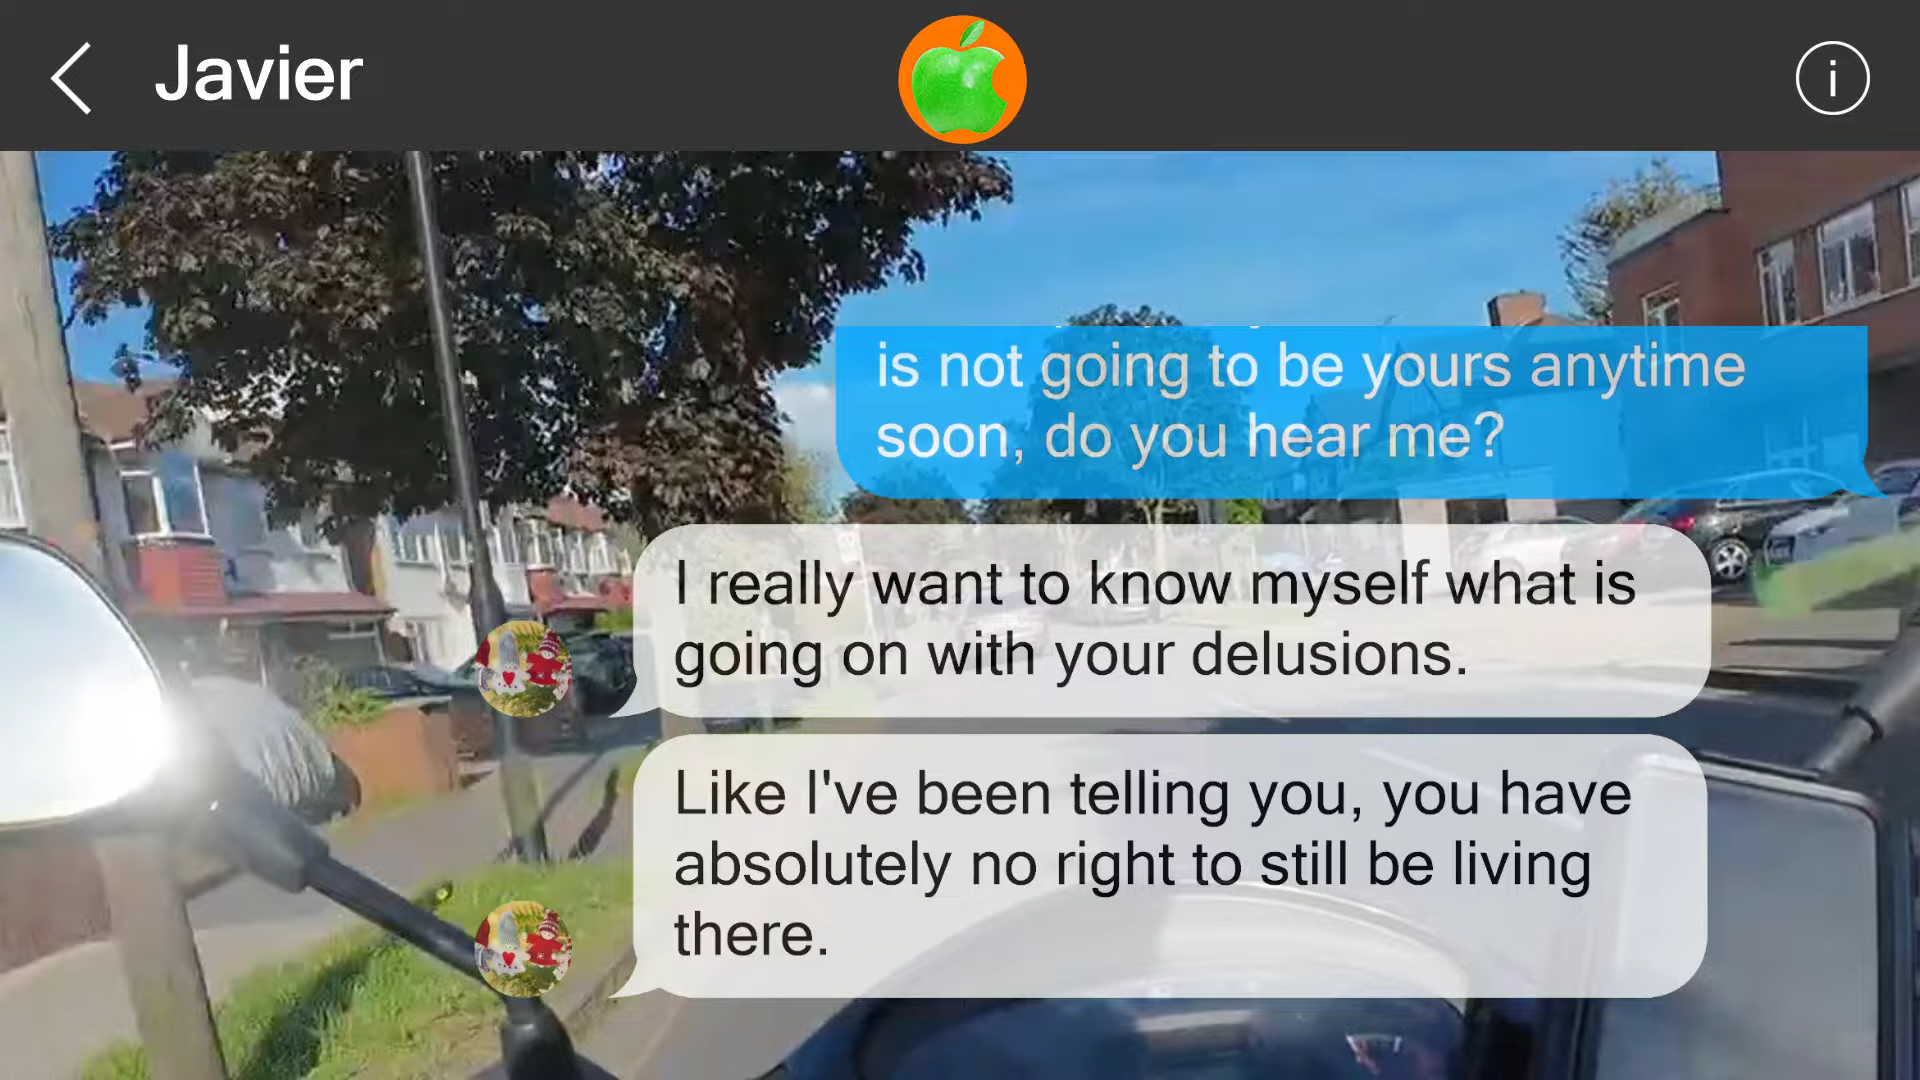 Javier
i
is not going to be yours anytime
soon, do you hear me?
I really want to know myself what is
going on with your delusions.
Like I've been telling you, you have
absolutely no right to still be living
there.